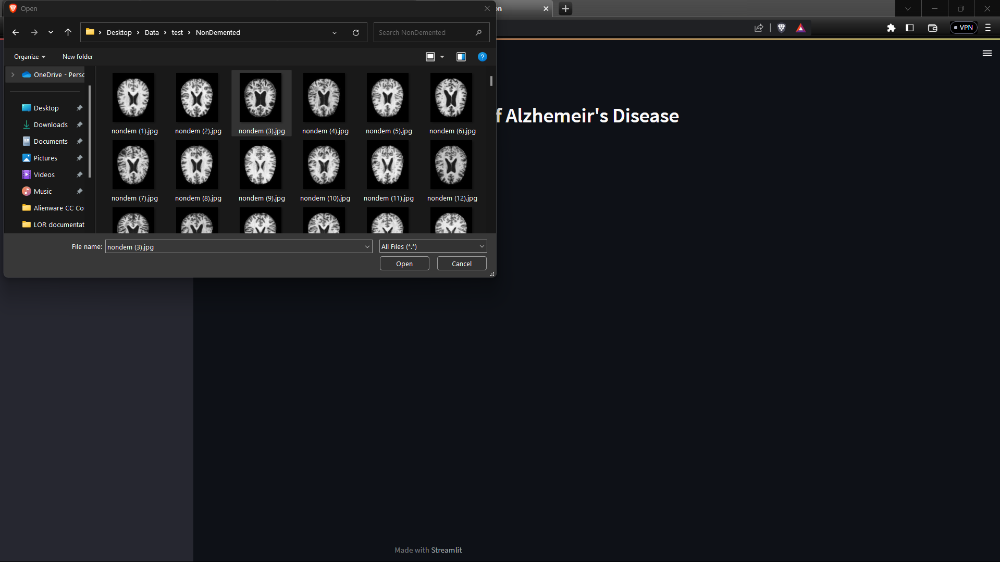 Open
on
VPN
Desktop
Data
test
NonDemented
Search NonDemented
Organize
New folder
OneDrive - Perso
Desktop
Downloads
Documents
Pictures
Videos
Music
Alienware CC Co
LOR documentat
nondem (1).jpg
nondem (2).jpg
nondem (3).jpg
nondem (4).jpg
nondem (5).jpg
nondem (6).jpg
nondem (7).jpg
nondem (8).jpg
nondem (9).jpg
nondem (10).jpg
nondem (11).jpg
nondem (12).jpg
File name:
nondem (3).jpg
All Files (*.*)
Open
Cancel
f Alzhemeir's Disease
Made with Streamlit